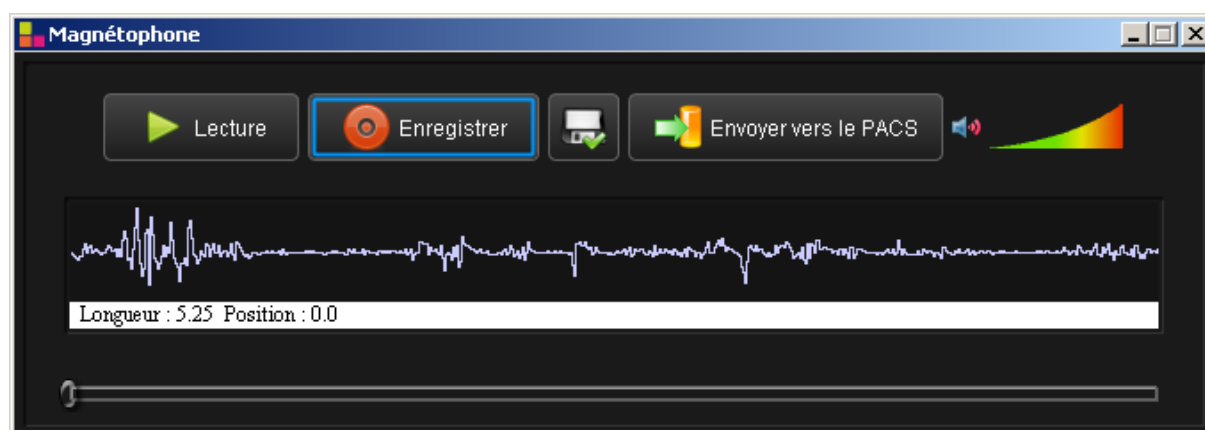 Magnétophone
Lecture Enregistrer Envoyer vers le PACS
Longueur : 5.25 Position : 0.0